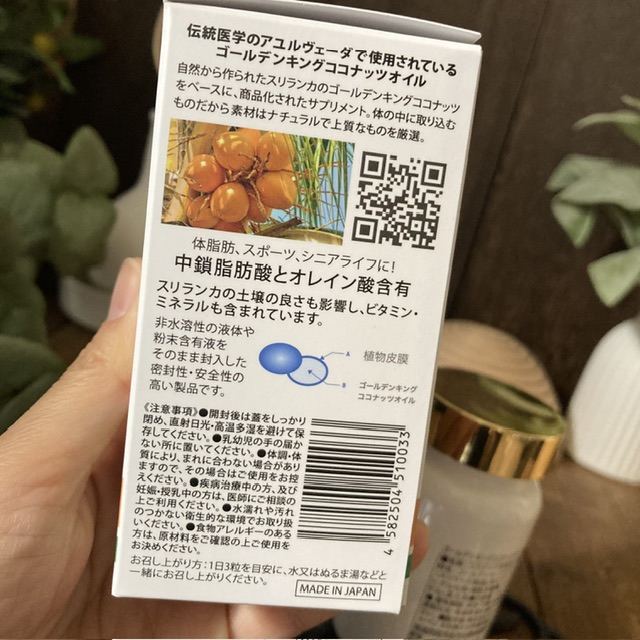 伝統医学のアユルヴェーダで使用されている
ゴールデンキングココナッツオイル
自然から作られたスリランカのゴールデンキングココナッツ
をベースに、商品化されたサプリメント。体の中に取り込む
ものだから素材はナチュラルで上質なものを厳選。
体脂肪、スポーツ、シニアライフに!
中鎖脂肪酸とオレイン酸含有
スリランカの土壌の良さも影響し、ビタミン・
ミネラルも含まれています。
非水溶性の液体や
粉末含有液を
そのまま封入した
密封性・安全性の
高い製品です。
A
植物皮膜
B
ゴールデンキング
ココナッツオイル
《注意事項》●開封後は蓋をしっかり
閉め、直射日光・高温多湿を避けて保
存してください。●乳幼児の手の届か
ない所に置いてください。●体調・体
質により、まれに合わない場合があり
ますので、その場合はご使用をお控
えください。●疾病治療中の方、及び
妊娠・授乳中の方は、医師にご相談の
上ご利用ください。●水濡れや汚れ
のつかない衛生的な環境でお取り扱
いください。●食物アレルギーのある
方は、原材料をご確認の上ご使用を
お決めください。
お召し上がり方:1日3粒を目安に、水又はぬるま湯などと
一緒にお召し上がりください。
4 582504 510033
MADE IN JAPAN